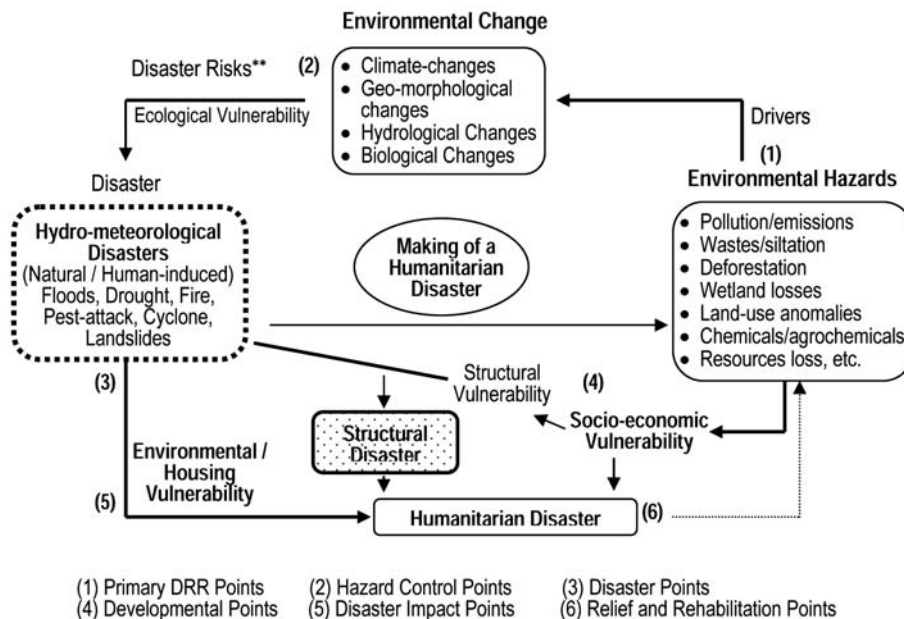 Environmental Change
Disaster Risks**
(2)
• Climate-changes
• Geo-morphological
changes
• Hydrological Changes
• Biological Changes
Ecological Vulnerability
Drivers
(1)
Disaster
Environmental Hazards
Hydro-meteorological
Disasters
(Natural / Human-induced)
Floods, Drought, Fire,
Pest-attack, Cyclone,
Landslides
Making of a
Humanitarian
Disaster
• Pollution/emissions
• Wastes/siltation
• Deforestation
• Wetland losses
• Land-use anomalies
• Chemicals/agrochemicals
• Resources loss, etc.
(3)
Structural
Vulnerability
(4)
Socio-economic
Vulnerability
Structural
Disaster
Environmental /
Housing
Vulnerability
(5)
Humanitarian Disaster
(6)
(1) Primary DRR Points
(2) Hazard Control Points
(3) Disaster Points
(4) Developmental Points
(5) Disaster Impact Points
(6) Relief and Rehabilitation Points